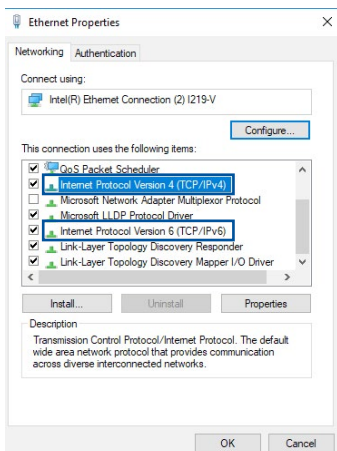 Ethernet Properties
Networking
Authentication
Connect using:
Intel(R) Ethernet Connection (2) I219-V
Configure...
This connection uses the following items:
QoS Packet Scheduler
Internet Protocol Version 4 (TCP/IPv4)
Microsoft Network Adapter Multiplexor Protocol
Microsoft LLDP Protocol Driver
Internet Protocol Version 6 (TCP/IPv6)
Link-Layer Topology Discovery Responder
Link-Layer Topology Discovery Mapper I/O Driver
Install...
Uninstall
Properties
Description
Transmission Control Protocol/Internet Protocol. The default
wide area network protocol that provides communication
across diverse interconnected networks.
OK
Cancel